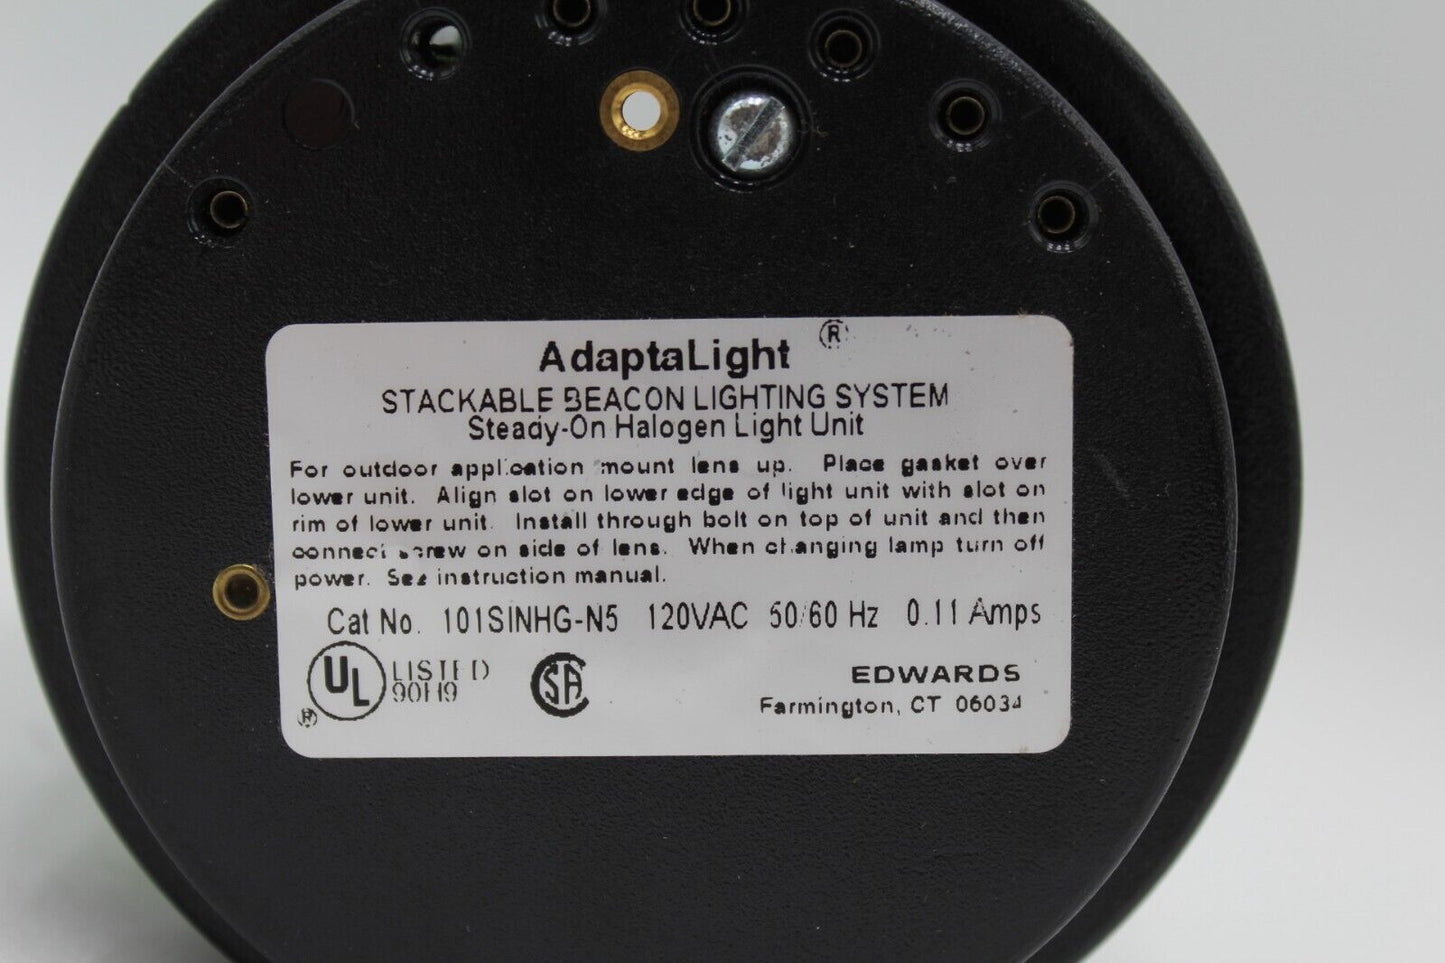 AdaptaLight ®
STACKABLE BEACON LIGHTING SYSTEM
Steady-On Halogen Light Unit
For outdoor application mount lens up. Place gasket over
lower unit. Align slot on lower edge of light unit with slot on
rim of lower unit. Install through bolt on top of unit and then
connect screw on side of lens. When changing lamp turn off
power. See instruction manual.
Cat No. 101SINHG-N5 120VAC 50/60 Hz 0.11 Amps
UL ® LISTED
90H9
CSA
EDWARDS
Farmington, CT 06034